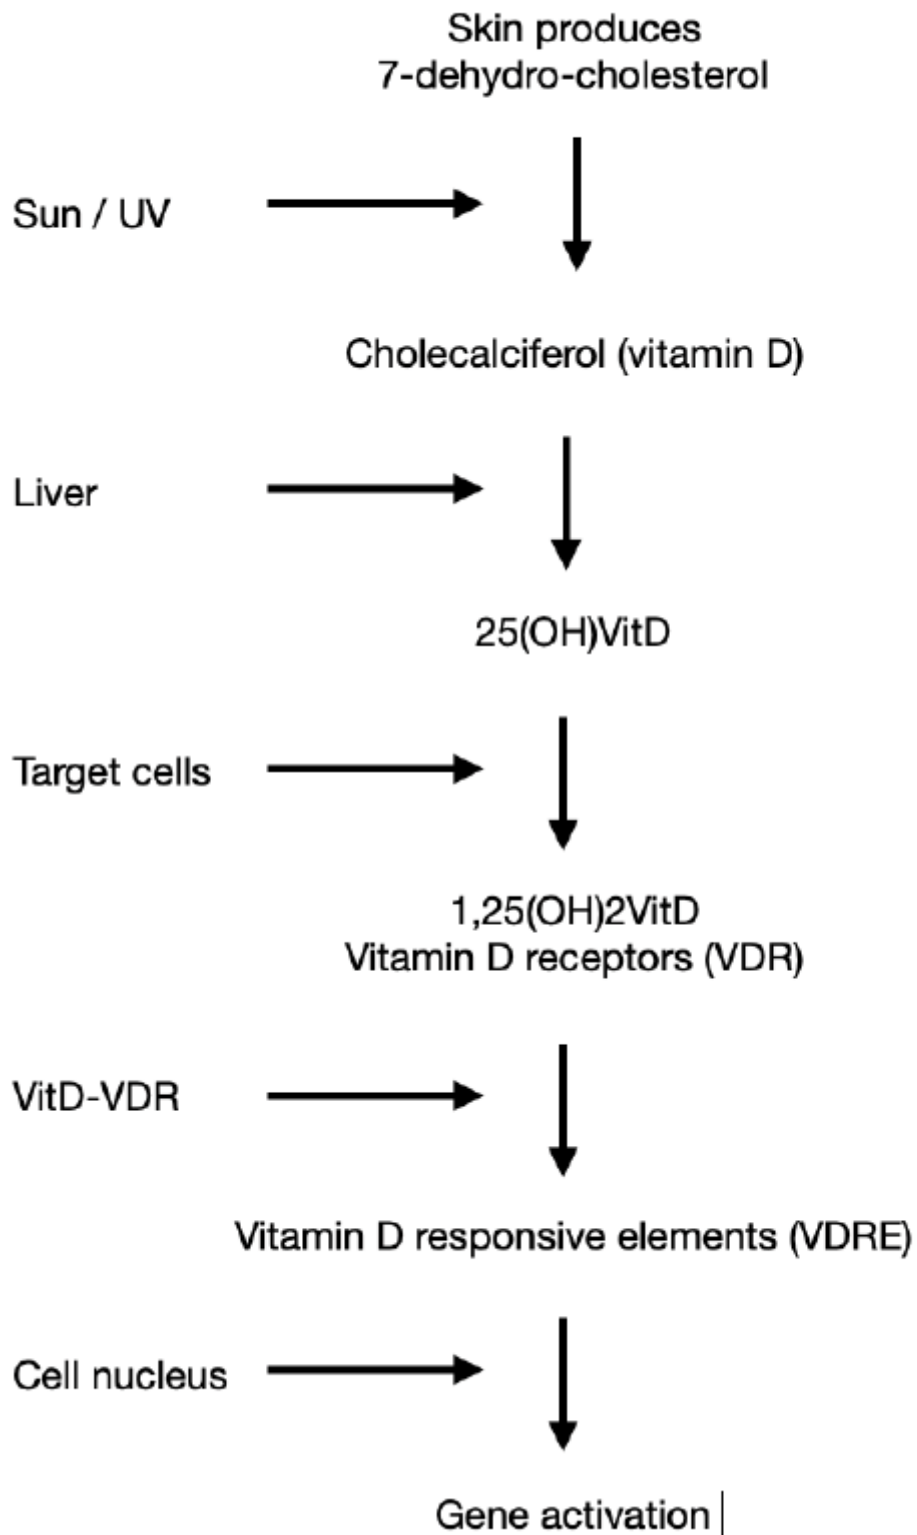 Skin produces
7-dehydro-cholesterol
Sun / UV
Cholecalciferol (vitamin D)
Liver
25(OH)VitD
Target cells
1,25(OH)2VitD
Vitamin D receptors (VDR)
VitD-VDR
Vitamin D responsive elements (VDRE)
Cell nucleus
Gene activation